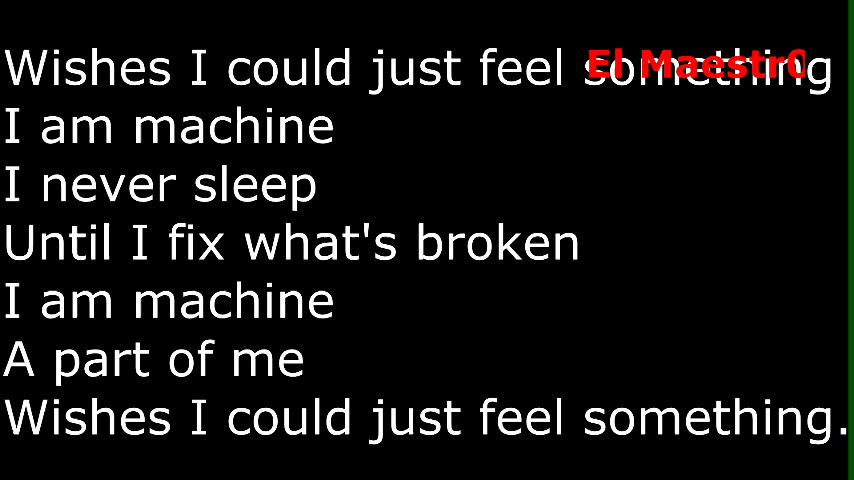 Wishes I could just feel something
El Maestr0
I am machine
I never sleep
Until I fix what's broken
I am machine
A part of me
Wishes I could just feel something.